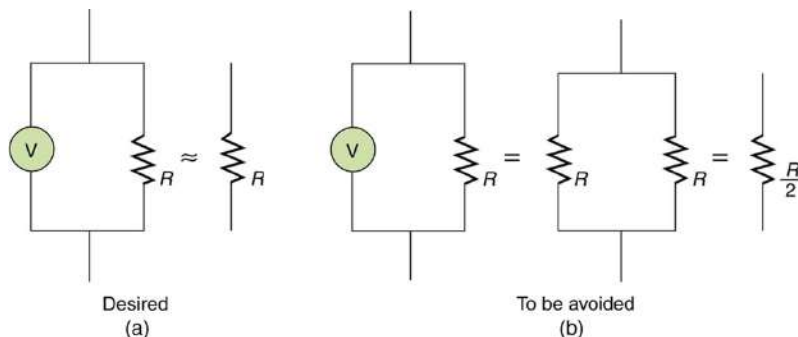 V R ≈ R
V R = R R = R/2
Desired
(a)
To be avoided
(b)